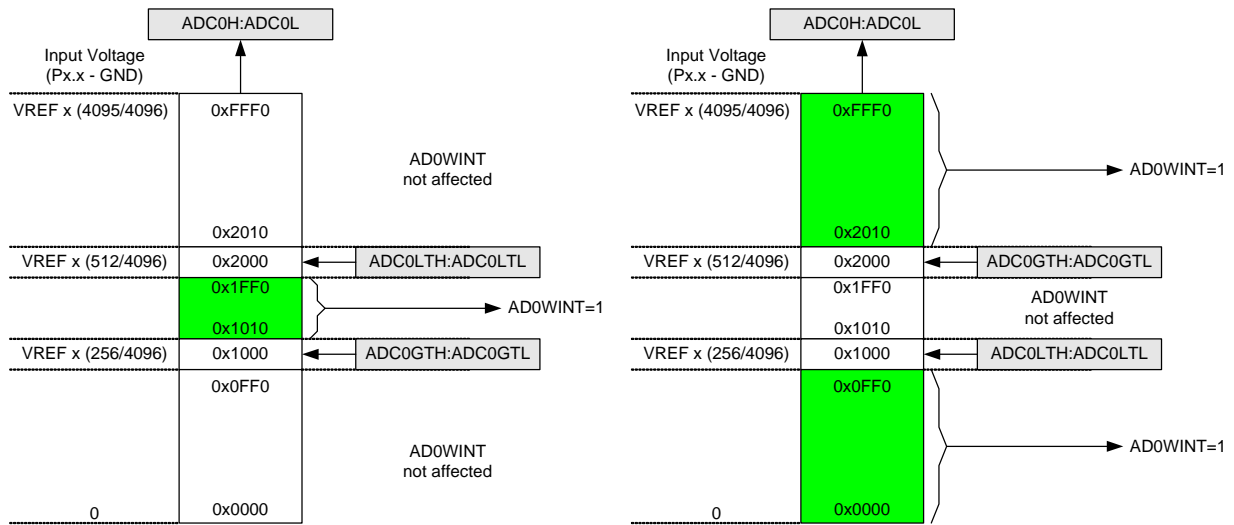 ADC0H:ADC0L
Input Voltage
(Px.x - GND)
VREF x (4095/4096)
0xFFF0
AD0WINT
not affected
0x2010
VREF x (512/4096)
0x2000
ADC0LTH:ADC0LTL
0x1FF0
AD0WINT=1
0x1010
VREF x (256/4096)
0x1000
ADC0GTH:ADC0GTL
0x0FF0
AD0WINT
not affected
0
0x0000
ADC0H:ADC0L
Input Voltage
(Px.x - GND)
VREF x (4095/4096)
0xFFF0
AD0WINT=1
0x2010
VREF x (512/4096)
0x2000
ADC0GTH:ADC0GTL
0x1FF0
AD0WINT
not affected
0x1010
VREF x (256/4096)
0x1000
ADC0LTH:ADC0LTL
0x0FF0
AD0WINT=1
0
0x0000